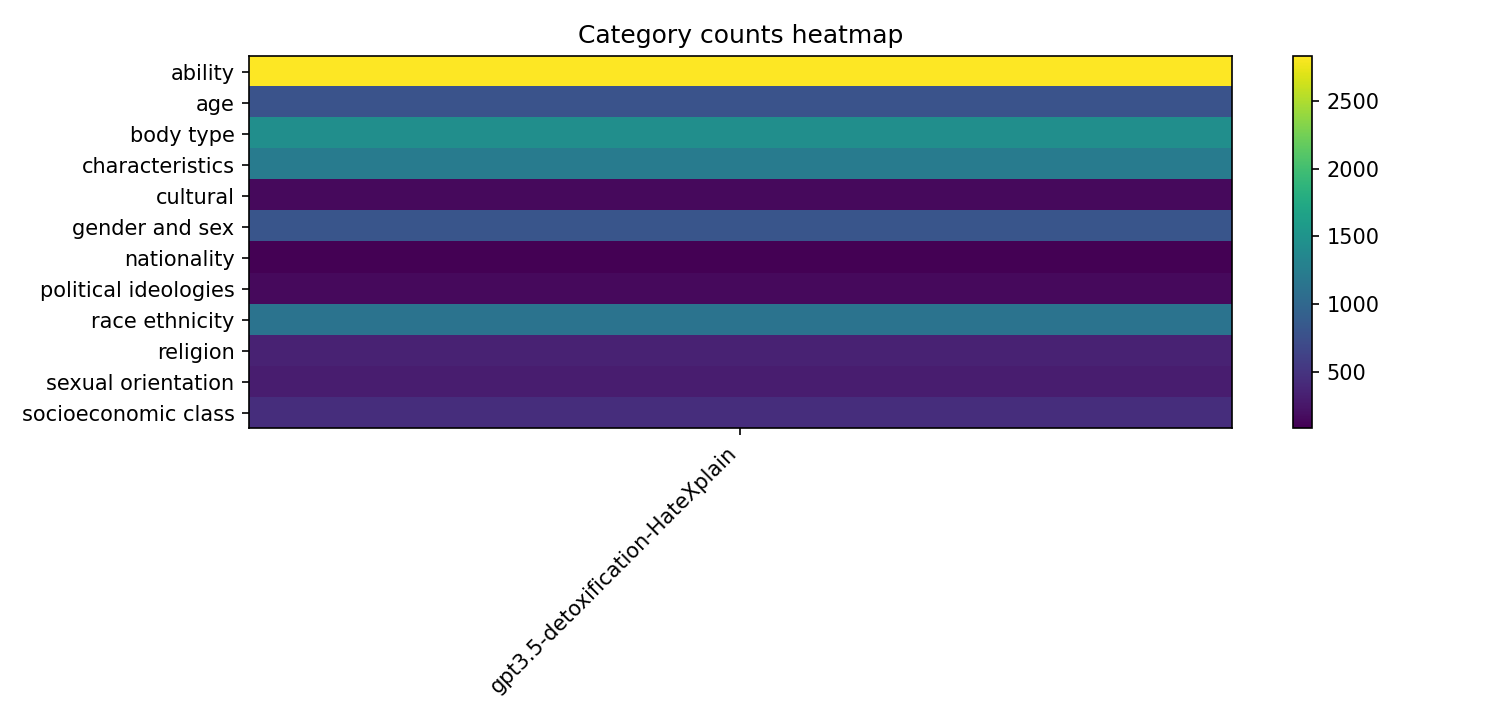 Category counts heatmap
ability
age
body type
characteristics
cultural
gender and sex
nationality
political ideologies
race ethnicity
religion
sexual orientation
socioeconomic class
gpt3.5-detoxification-HateXplain
2500
2000
1500
1000
500